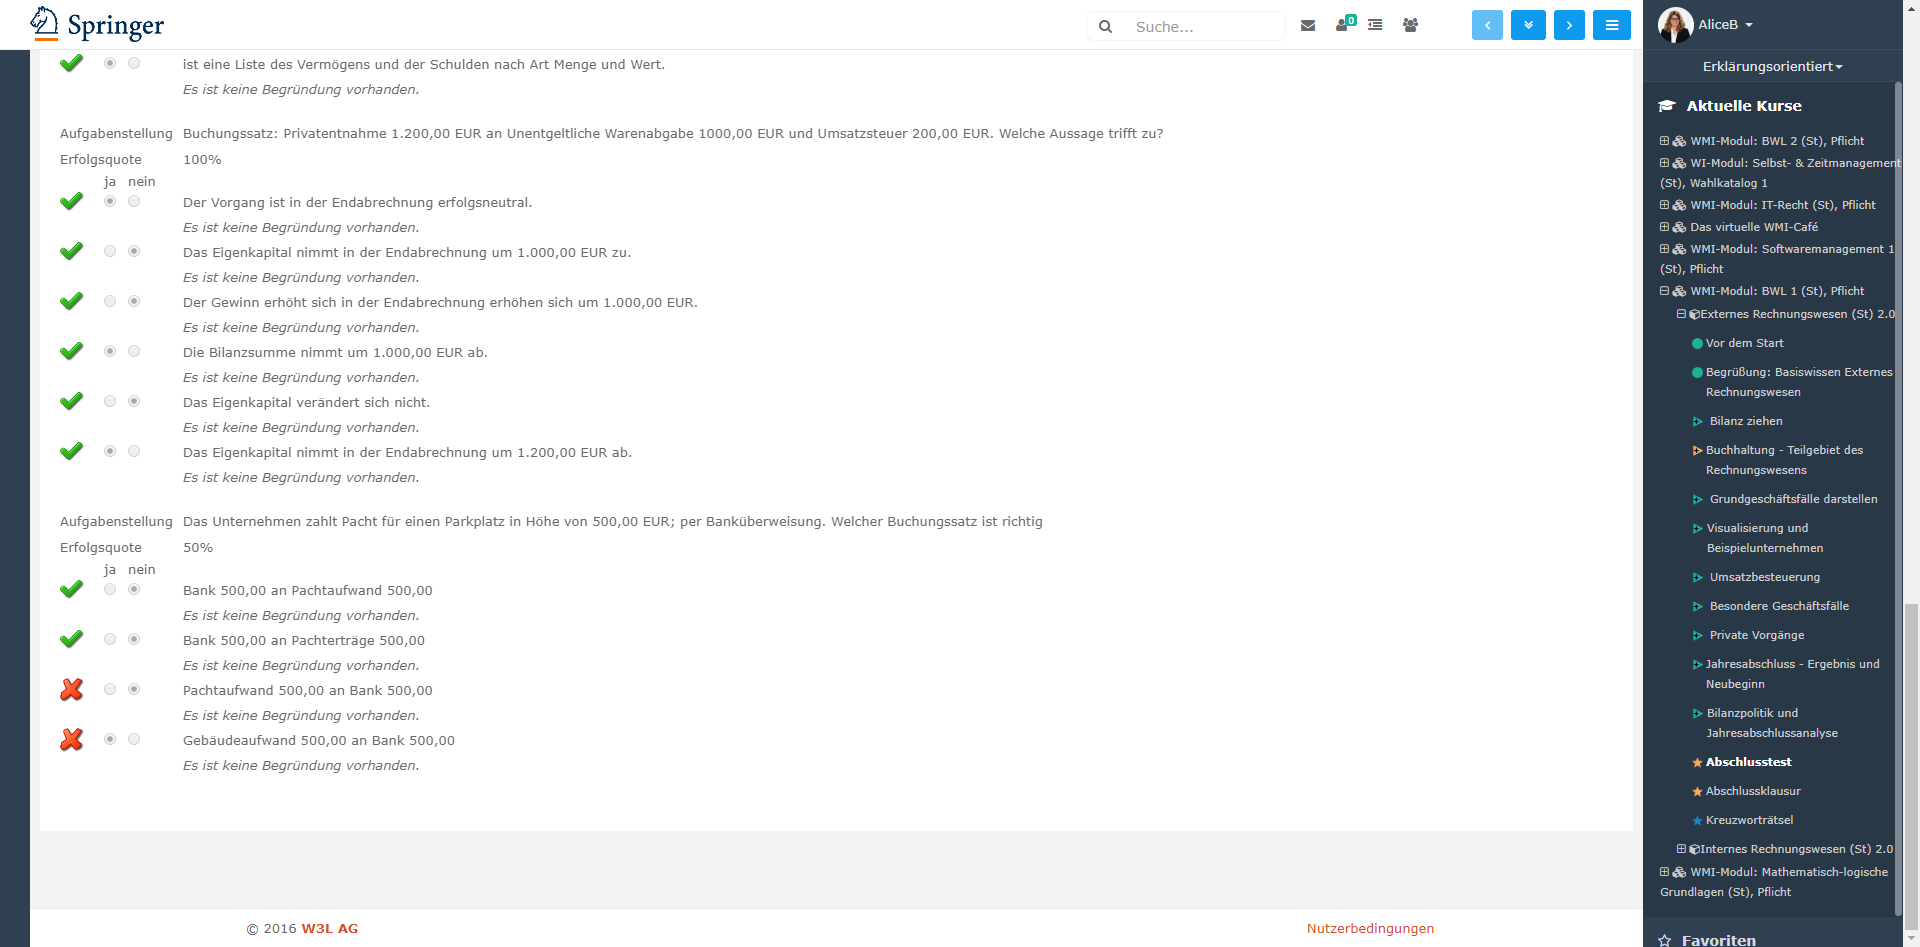 Springer
Suche...
0
AliceB
Erklärungsorientiert
ist eine Liste des Vermögens und der Schulden nach Art Menge und Wert.
Es ist keine Begründung vorhanden.
Aufgabenstellung Buchungssatz: Privatentnahme 1.200,00 EUR an Unentgeltliche Warenabgabe 1000,00 EUR und Umsatzsteuer 200,00 EUR. Welche Aussage trifft zu?
Erfolgsquote 100%
ja nein
Der Vorgang ist in der Endabrechnung erfolgsneutral.
Es ist keine Begründung vorhanden.
Das Eigenkapital nimmt in der Endabrechnung um 1.000,00 EUR zu.
Es ist keine Begründung vorhanden.
Der Gewinn erhöht sich in der Endabrechnung erhöhen sich um 1.000,00 EUR.
Es ist keine Begründung vorhanden.
Die Bilanzsumme nimmt um 1.000,00 EUR ab.
Es ist keine Begründung vorhanden.
Das Eigenkapital verändert sich nicht.
Es ist keine Begründung vorhanden.
Das Eigenkapital nimmt in der Endabrechnung um 1.200,00 EUR ab.
Es ist keine Begründung vorhanden.
Aufgabenstellung Das Unternehmen zahlt Pacht für einen Parkplatz in Höhe von 500,00 EUR; per Banküberweisung. Welcher Buchungssatz ist richtig
Erfolgsquote 50%
ja nein
Bank 500,00 an Pachtaufwand 500,00
Es ist keine Begründung vorhanden.
Bank 500,00 an Pachterträge 500,00
Es ist keine Begründung vorhanden.
Pachtaufwand 500,00 an Bank 500,00
Es ist keine Begründung vorhanden.
Gebäudeaufwand 500,00 an Bank 500,00
Es ist keine Begründung vorhanden.
© 2016 W3L AG
Nutzerbedingungen
Aktuelle Kurse
WMI-Modul: BWL 2 (St), Pflicht
WI-Modul: Selbst- & Zeitmanagement
(St), Wahlkatalog 1
WMI-Modul: IT-Recht (St), Pflicht
Das virtuelle WMI-Café
WMI-Modul: Softwaremanagement 1
(St), Pflicht
WMI-Modul: BWL 1 (St), Pflicht
Externes Rechnungswesen (St) 2.0
Vor dem Start
Begrüßung: Basiswissen Externes
Rechnungswesen
Bilanz ziehen
Buchhaltung - Teilgebiet des
Rechnungswesens
Grundgeschäftsfälle darstellen
Visualisierung und
Beispielunternehmen
Umsatzbesteuerung
Besondere Geschäftsfälle
Private Vorgänge
Jahresabschluss - Ergebnis und
Neubeginn
Bilanzpolitik und
Jahresabschlussanalyse
Abschlusstest
Abschlussklausur
Kreuzworträtsel
Internes Rechnungswesen (St) 2.0
WMI-Modul: Mathematisch-logische
Grundlagen (St), Pflicht
Favoriten